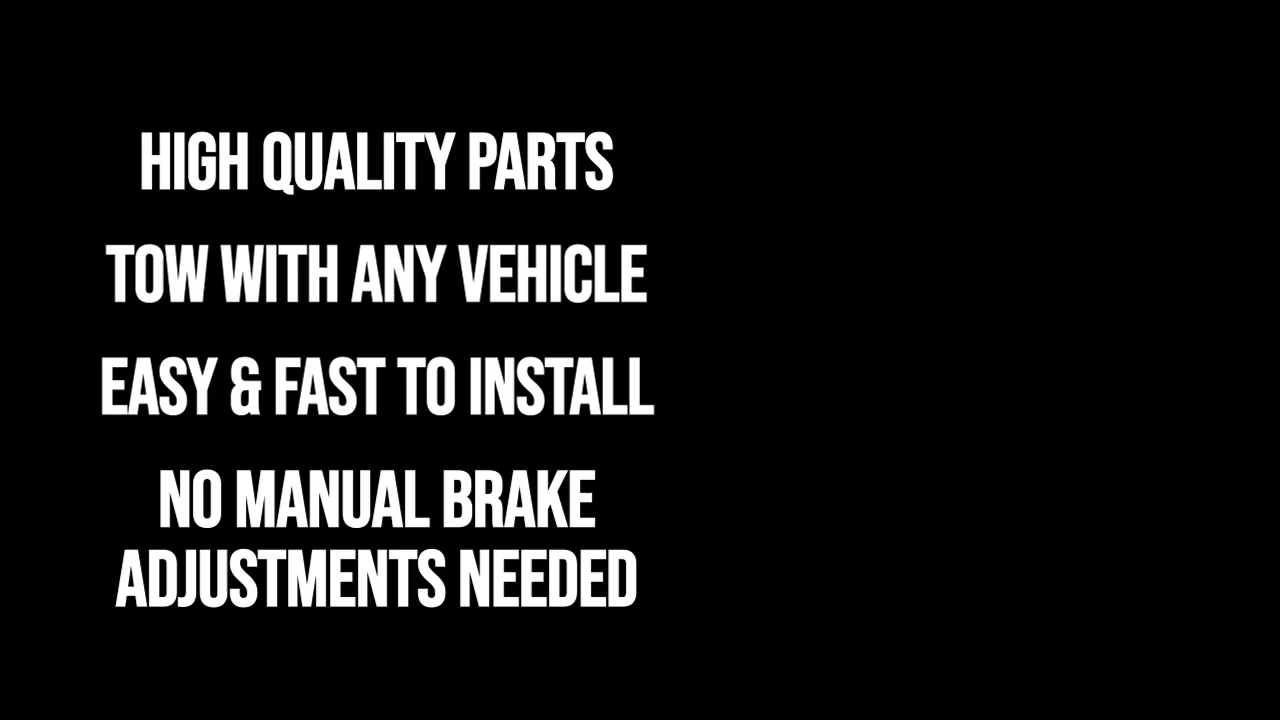 HIGH QUALITY PARTS
TOW WITH ANY VEHICLE
EASY & FAST TO INSTALL
NO MANUAL BRAKE
ADJUSTMENTS NEEDED